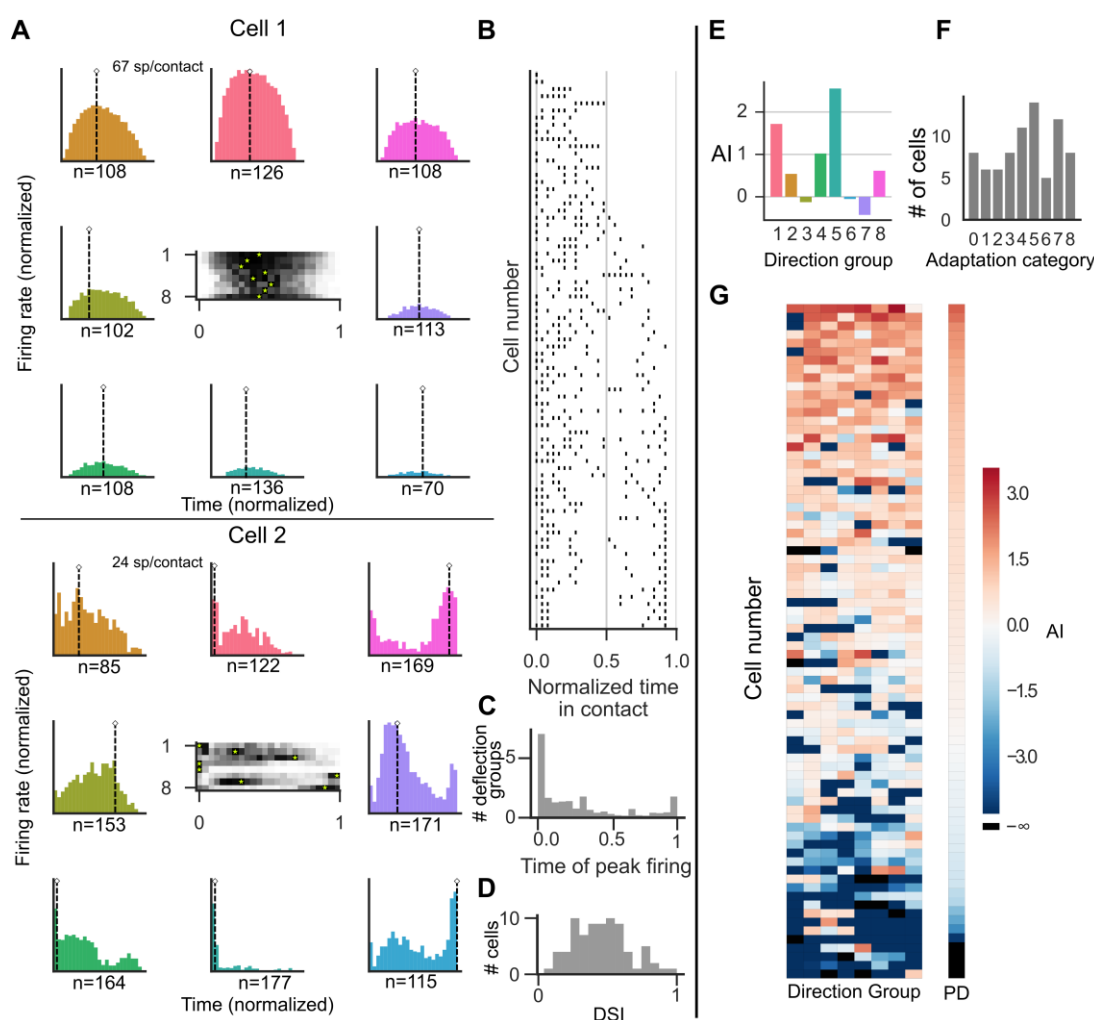 A
Cell 1
67 sp/contact
n=108
n=126
n=108
Firing rate (normalized)
n=102
1
8
0
1
n=113
n=108
n=136
n=70
Time (normalized)
Cell 2
24 sp/contact
n=85
n=122
n=169
Firing rate (normalized)
n=153
1
8
0
1
n=171
n=164
n=177
n=115
Time (normalized)
B
Cell number
0.0 0.5 1.0
Normalized time
in contact
C
# deflection
groups
5
0
0 0.5 1
Time of peak firing
D
# cells
10
0
0 1
DSI
E
AI
2
1
0
1 2 3 4 5 6 7 8
Direction group
F
# of cells
10
5
0
0 1 2 3 4 5 6 7 8
Adaptation category
G
Cell number
Direction Group
PD
3.0
1.5
0.0
−1.5
−3.0
−∞
AI